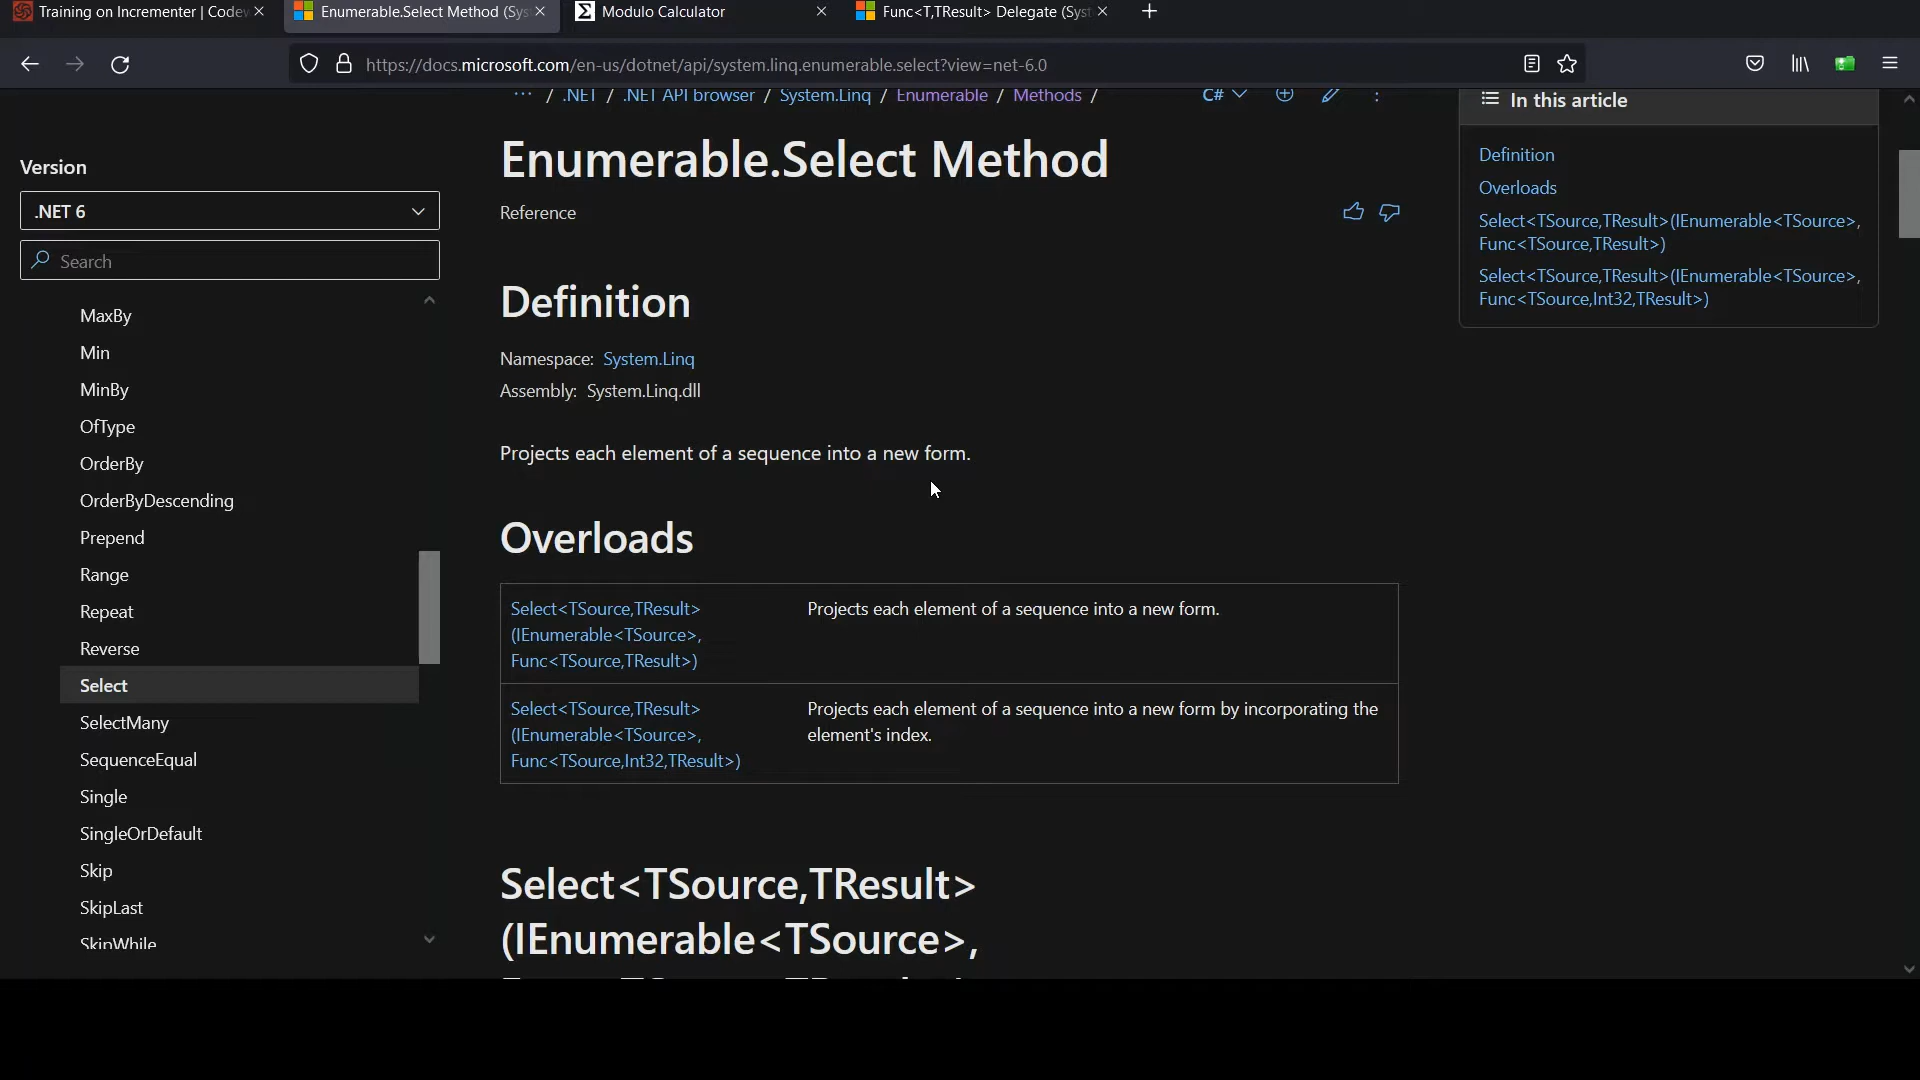 Training on Incrementer | Codew
Enumerable.Select Method (Syst
Modulo Calculator
Func<T,TResult> Delegate (Syst
https://docs.microsoft.com/en-us/dotnet/api/system.linq.enumerable.select?view=net-6.0
... / .NET / .NET API browser / System.Linq / Enumerable / Methods /
C#
In this article
Version
.NET 6
Search
MaxBy
Min
MinBy
OfType
OrderBy
OrderByDescending
Prepend
Range
Repeat
Reverse
Select
SelectMany
SequenceEqual
Single
SingleOrDefault
Skip
SkipLast
SkipWhile
Enumerable.Select Method
Reference
Definition
Namespace: System.Linq
Assembly: System.Linq.dll
Projects each element of a sequence into a new form.
Overloads
Select<TSource,TResult>
(IEnumerable<TSource>,
Func<TSource,TResult>)
Projects each element of a sequence into a new form.
Select<TSource,TResult>
(IEnumerable<TSource>,
Func<TSource,Int32,TResult>)
Projects each element of a sequence into a new form by incorporating the
element's index.
Select<TSource,TResult>
(IEnumerable<TSource>,
Definition
Overloads
Select<TSource,TResult>(IEnumerable<TSource>,
Func<TSource,TResult>)
Select<TSource,TResult>(IEnumerable<TSource>,
Func<TSource,Int32,TResult>)